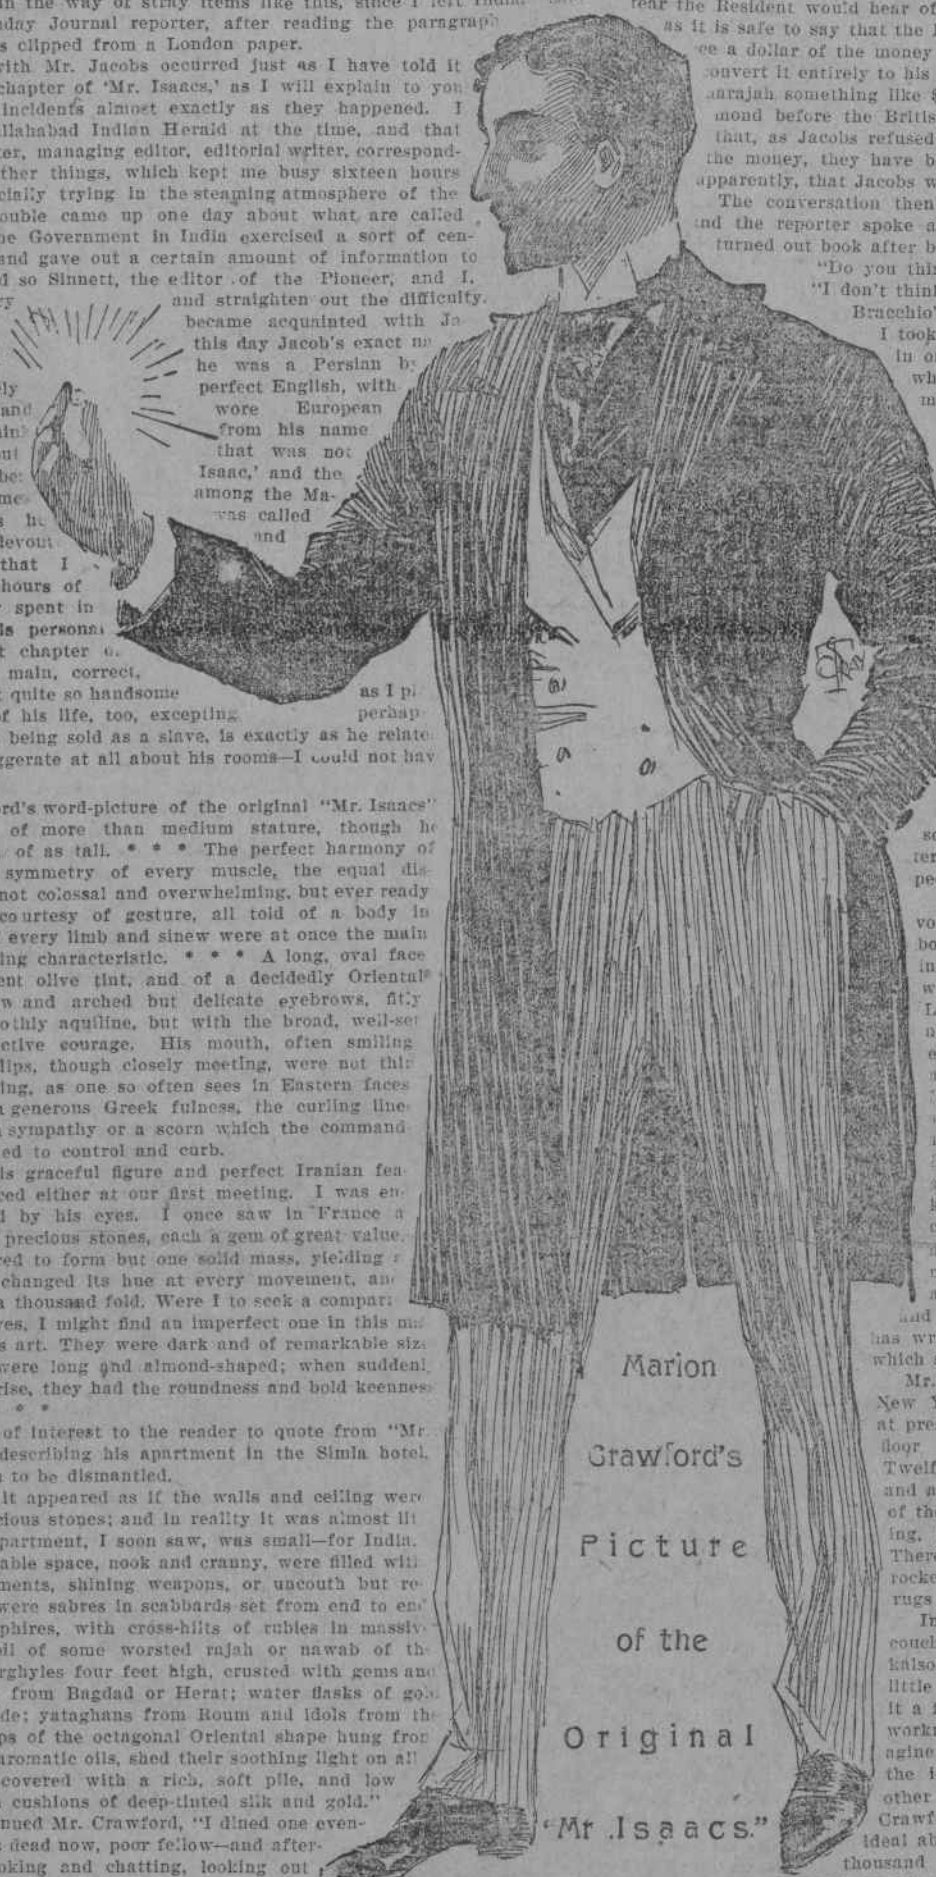 in the way of stray items like this, since I left India.
day Journal reporter, after reading the paragraph
s clipped from a London paper.
with Mr. Jacobs occurred just as I have told it
chapter of 'Mr. Isaacs,' as I will explain to you
incidents almost exactly as they happened. I
llahabad Indian Herald at the time, and that
ter, managing editor, editorial writer, correspond-
ther things, which kept me busy sixteen hours
cially trying in the steaming atmosphere of the
ouble came up one day about what are called
he Government in India exercised a sort of cen-
and gave out a certain amount of information to
d so Sinnett, the editor of the Pioneer, and I,
ry and straighten out the difficulty.
became acquainted with Ja-
this day Jacob's exact na
he was a Persian by
ely perfect English, with
and wore European
from his name
that was not
Isaac,' and the
me- among the Ma-
s he was called
devout and
that I
hours of
spent in
is personal
t chapter
main, correct,
quite so handsome as I pi
f his life, too, excepting perhap
being sold as a slave, is exactly as he relate
ggerate at all about his rooms—I could not hav
ord's word-picture of the original "Mr. Isaacs"
of more than medium stature, though he
of as tall. * * * The perfect harmony of
symmetry of every muscle, the equal dis-
not colossal and overwhelming, but ever ready
courtesy of gesture, all told of a body in
every limb and sinew were at once the main
ing characteristic. * * * A long, oval face
ent olive tint, and of a decidedly Oriental
w and arched but delicate eyebrows, fitly
othly aquiline, but with the broad, well-set
ctive courage. His mouth, often smiling
lips, though closely meeting, were not thin
ing, as one so often sees in Eastern faces
a generous Greek fulness, the curling line
sympathy or a scorn which the command
ed to control and curb.
is graceful figure and perfect Iranian fea-
ced either at our first meeting. I was en-
d by his eyes. I once saw in France a
precious stones, each a gem of great value,
red to form but one solid mass, yielding
changed its hue at every movement, and
a thousand fold. Were I to seek a compari
yes, I might find an imperfect one in this
s art. They were dark and of remarkable size
were long and almond-shaped; when suddenl
rise, they had the roundness and bold keenness
* *
of interest to the reader to quote from "Mr
describing his apartment in the Simla hotel,
n to be dismantled.
it appeared as if the walls and ceiling were
cious stones; and in reality it was almost lit
partment, I soon saw, was small—for India.
able space, nook and cranny, were filled with
ments, shining weapons, or uncouth but re-
were sabres in scabbards set from end to end
phires, with cross-hilts of rubies in massiv
oil of some worsted rajah or nawab of th
rghyles four feet high, crusted with gems and
from Bagdad or Herat; water flasks of gold
de; yataghans from Roum and idols from the
ps of the octagonal Oriental shape hung from
aromatic oils, shed their soothing light on all
covered with a rich, soft pile, and low
cushions of deep-tinted silk and gold."
nued Mr. Crawford, "I dined one even-
s dead now, poor fellow—and after-
oking and chatting, looking out
Marion
Crawford's
Picture
of the
Original
"Mr. Isaacs."
fear the Resident would hear of
as it is safe to say that the
ee a dollar of the money
convert it entirely to his
aarajah something like
mond before the Britis
that, as Jacobs refused
the money, they have b
apparently, that Jacobs w
The conversation then
and the reporter spoke a
turned out book after b
"Do you thin
"I don't think
Bracchio'
I took
in o
wh
m
and
has wr
which
Mr.
New Y
at pre
floor
Twelf
and a
of the
ing.
There
rocke
rugs
In
couch
kalso
little
it a
workr
agine
the i
other
Crawf
ideal ab
thousand